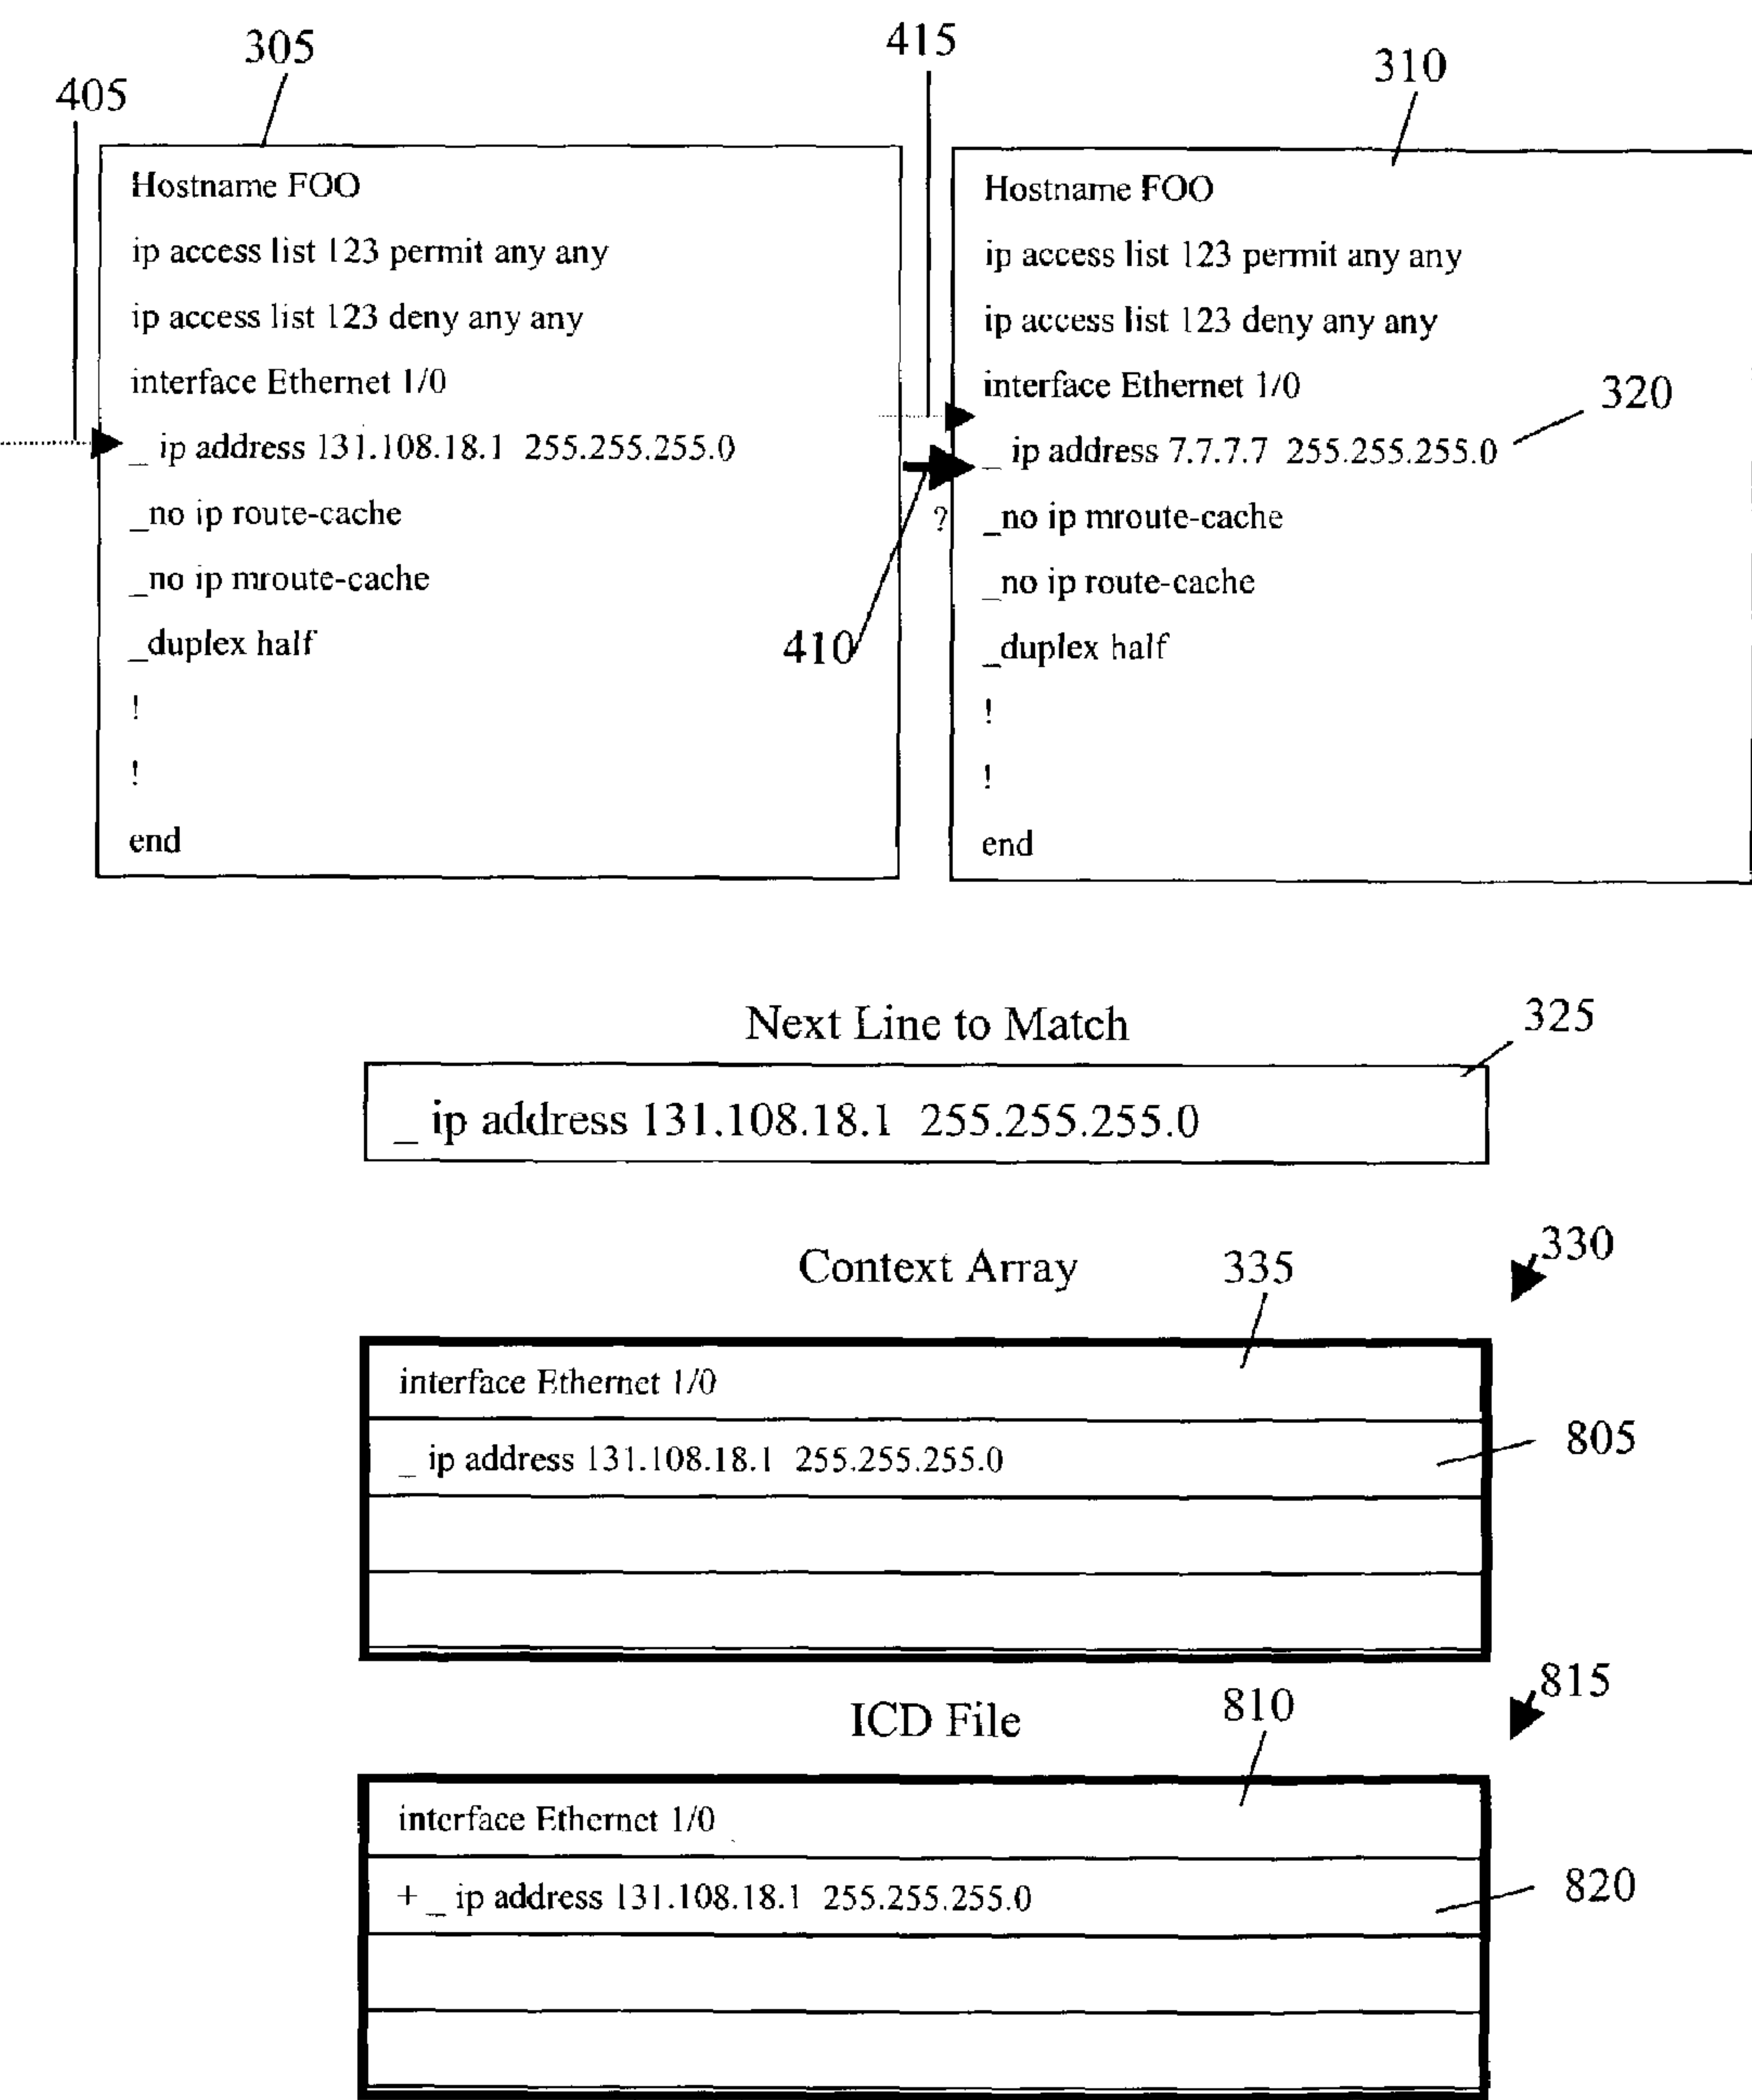 405
305
415
310
Hostname FOO
ip access list 123 permit any any
ip access list 123 deny any any
interface Ethernet 1/0
_ ip address 131.108.18.1 255.255.255.0
_no ip route-cache
_no ip mroute-cache
_duplex half
!
!
end
410
?
Hostname FOO
ip access list 123 permit any any
ip access list 123 deny any any
interface Ethernet 1/0
_ ip address 7.7.7.7 255.255.255.0
_no ip mroute-cache
_no ip route-cache
_duplex half
!
!
end
320
Next Line to Match
325
_ ip address 131.108.18.1 255.255.255.0
Context Array
335
330
interface Ethernet 1/0
_ ip address 131.108.18.1 255.255.255.0
805
ICD File
810
815
interface Ethernet 1/0
+ _ ip address 131.108.18.1 255.255.255.0
820